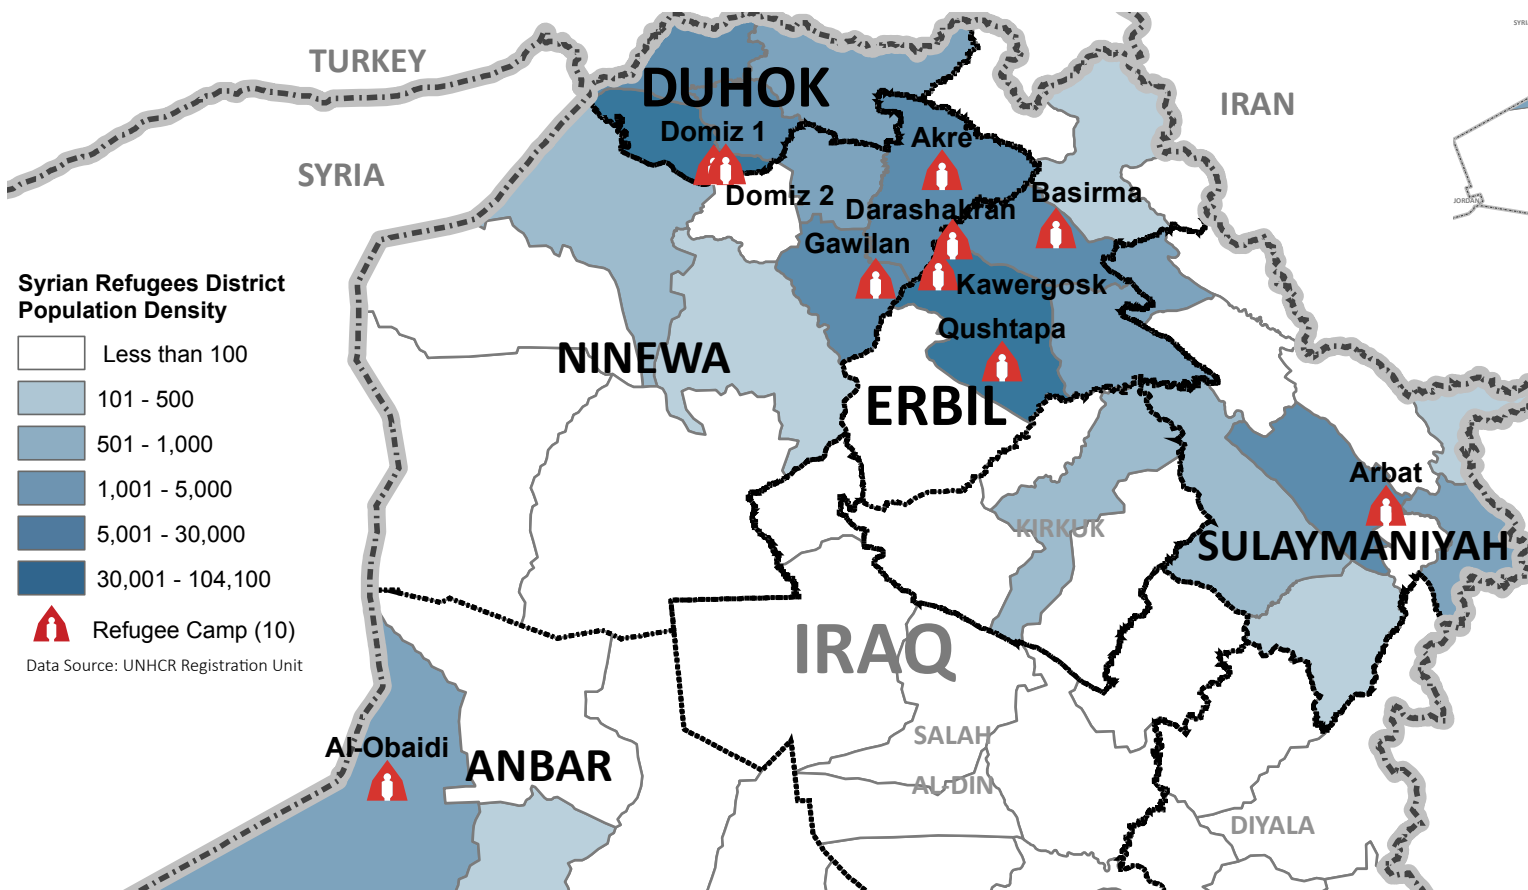 TURKEY
SYRIA
IRAN
DUHOK
Domiz 1
Domiz 2
Akre
Basirma
Darashakran
Gawilan
Kawergosk
Qushtapa
JORDAN
Syrian Refugees District
Population Density
Less than 100
101 - 500
501 - 1,000
1,001 - 5,000
5,001 - 30,000
30,001 - 104,100
Refugee Camp (10)
Data Source: UNHCR Registration Unit
NINEWA
ERBIL
Arbat
KIRKUK
SULAYMANIYAH
IRAQ
Al-Obaidi
ANBAR
SALAH
AL-DIN
DIYALA